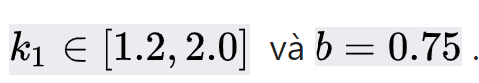 k₁ ∈ [1.2, 2.0] và b = 0.75 .